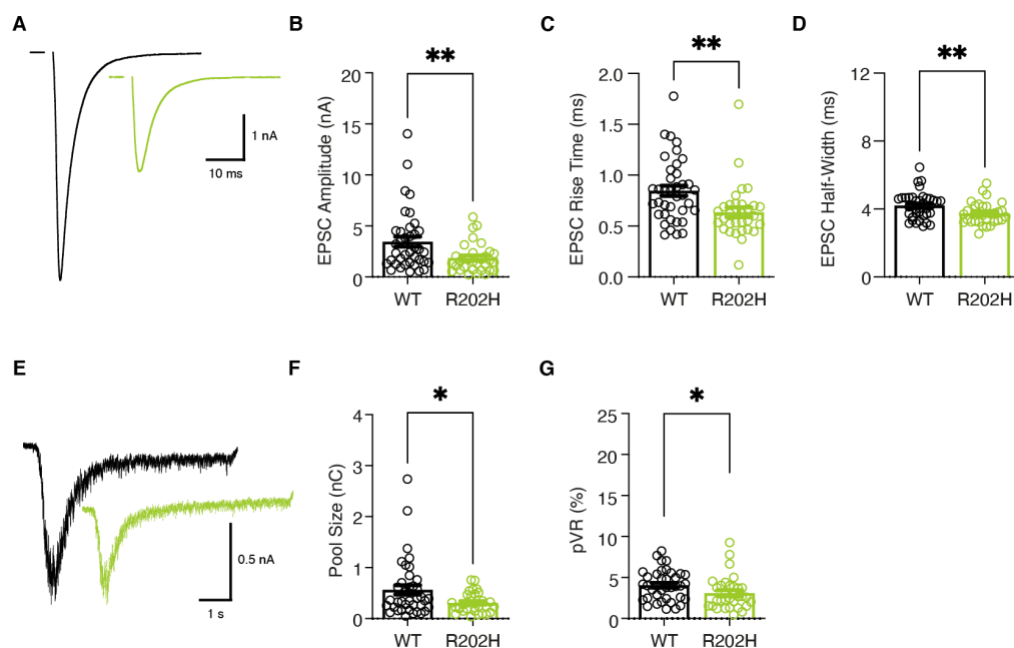 A
1 nA
10 ms
B
**
EPSC Amplitude (nA)
20
15
10
5
0
WT
R202H
C
**
EPSC Rise Time (ms)
2.0
1.5
1.0
0.5
0.0
WT
R202H
D
**
EPSC Half-Width (ms)
12
8
4
0
WT
R202H
E
0.5 nA
1 s
F
*
Pool Size (nC)
4
3
2
1
0
WT
R202H
G
*
pVR (%)
25
20
15
10
5
0
WT
R202H